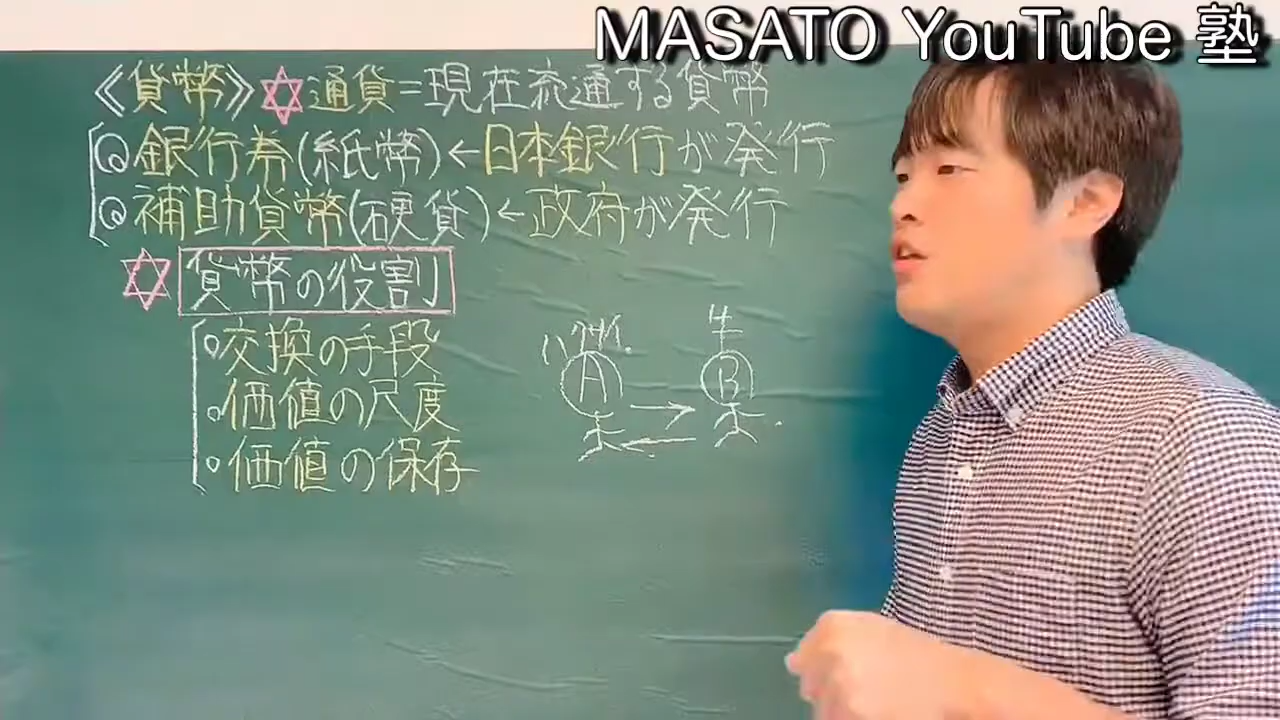 MASATO YouTube 塾
《貨幣》✡通貨=現在流通する貨幣
◎銀行券(紙幣)←日本銀行が発行
◎補助貨幣(硬貨)←政府が発行
✡貨幣の役割
○交換の手段
○価値の尺度
○価値の保存
牛
A B